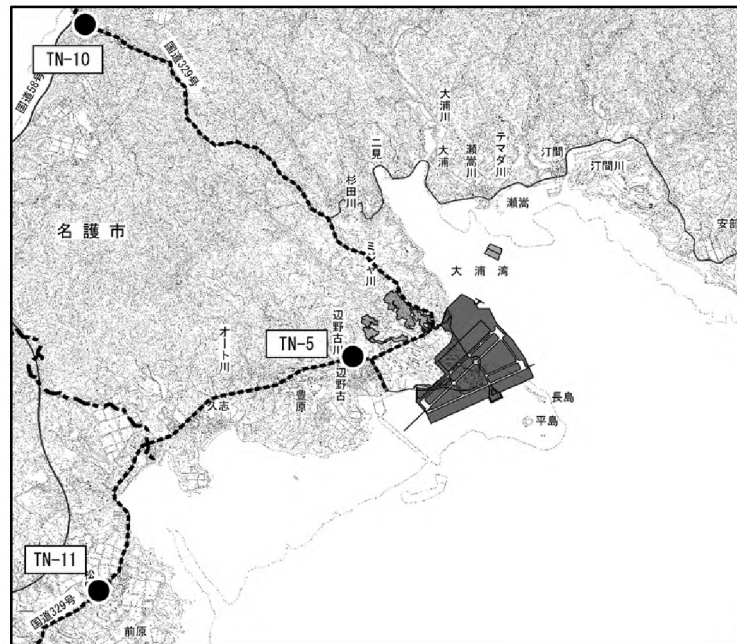 TN-10
国道58号
国道329号
大浦川
二見
大浦
瀬嵩川
テマダ川
汀間
汀間川
杉田川
瀬嵩
安部
名護市
大浦湾
オート川
TN-5
辺野古川
辺野古
久志
豊原
長島
平島
TN-11
松
国道329号
前原